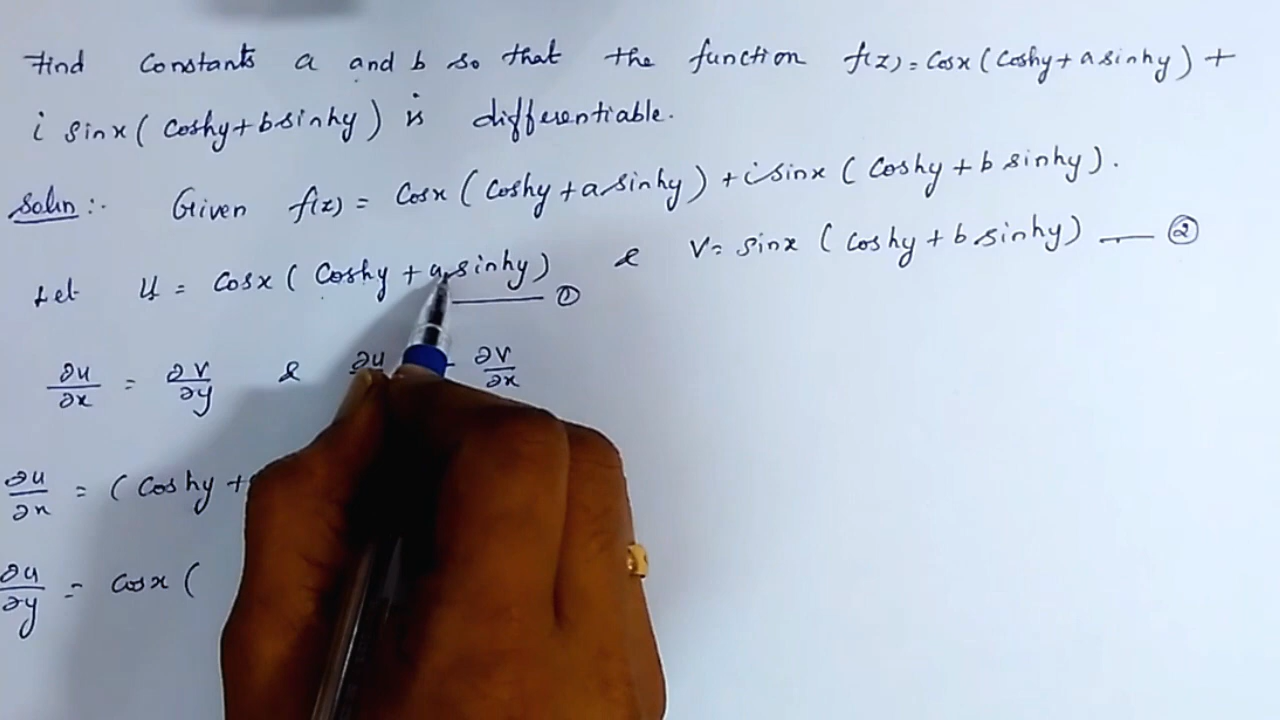 Find constants a and b so that the function f(z) = cosx ( coshy + a sinhy ) +
i sinx ( coshy + b sinhy ) is differentiable.
Soln :- Given f(z) = cosx ( coshy + a sinhy ) + i sinx ( coshy + b sinhy ) .
Let u = cosx ( coshy + a sinhy ) — ① & v = sinx ( coshy + b sinhy ) — ②
∂u/∂x = ∂v/∂y & ∂u - ∂v/∂x
∂u/∂x = ( coshy +
∂u/∂y = cosx (